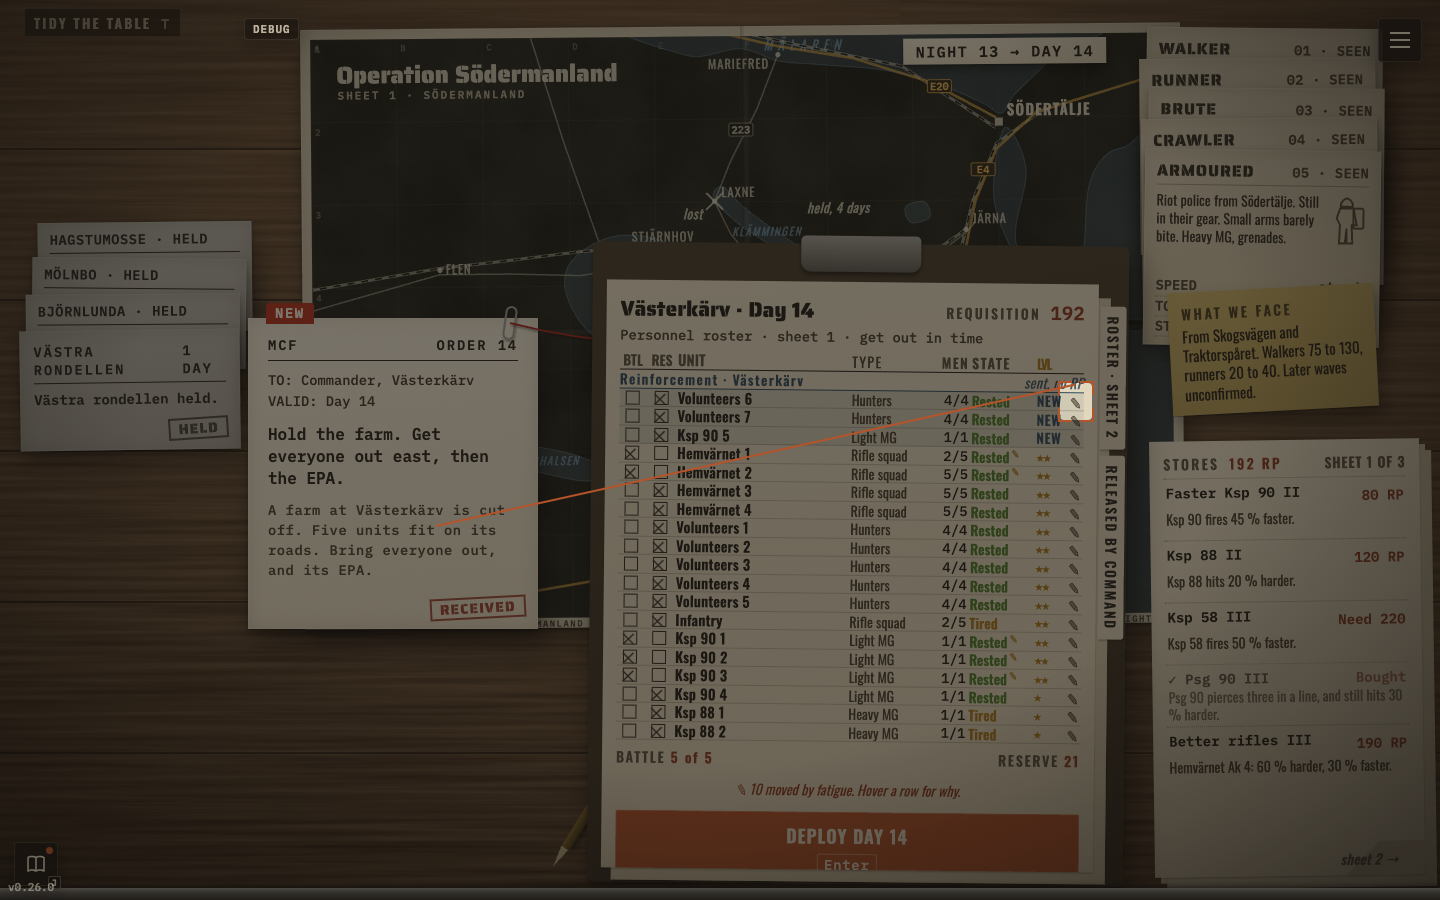 TIDY THE TABLE T
DEBUG
Operation Södermanland
SHEET 1 · SÖDERMANLAND
B
C
D
E
2
3
4
MÄLAREN
MARIEFRED
E20
223
SÖDERTÄLJE
E4
LAXNE
lost
held, 4 days
JÄRNA
STJÄRNHOV
KLÄMMINGEN
FLEN
HALSEN
MANLAND
NIGHT 13 → DAY 14
WALKER 01 · SEEN
RUNNER 02 · SEEN
BRUTE 03 · SEEN
CRAWLER 04 · SEEN
ARMOURED 05 · SEEN
Riot police from Södertälje. Still
in their gear. Small arms barely
bite. Heavy MG, grenades.
SPEED
WHAT WE FACE
From Skogsvägen and
Traktorspåret. Walkers 75 to 130,
runners 20 to 40. Later waves
unconfirmed.
HAGSTUMOSSE · HELD
MÖLNBO · HELD
BJÖRNLUNDA · HELD
VÄSTRA RONDELLEN 1 DAY
Västra rondellen held.
HELD
NEW
MCF ORDER 14
TO: Commander, Västerkärv
VALID: Day 14
Hold the farm. Get
everyone out east, then
the EPA.
A farm at Västerkärv is cut
off. Five units fit on its
roads. Bring everyone out,
and its EPA.
RECEIVED
Västerkärv · Day 14 REQUISITION 192
Personnel roster · sheet 1 · get out in time
BTL RES UNIT TYPE MEN STATE LVL
Reinforcement · Västerkärv sent, no RP
Volunteers 6 Hunters 4/4 Rested NEW
Volunteers 7 Hunters 4/4 Rested NEW
Ksp 90 5 Light MG 1/1 Rested NEW
Hemvärnet 1 Rifle squad 2/5 Rested ★★
Hemvärnet 2 Rifle squad 5/5 Rested ★★
Hemvärnet 3 Rifle squad 5/5 Rested ★★
Hemvärnet 4 Rifle squad 5/5 Rested ★★
Volunteers 1 Hunters 4/4 Rested ★★
Volunteers 2 Hunters 4/4 Rested ★★
Volunteers 3 Hunters 4/4 Rested ★★
Volunteers 4 Hunters 4/4 Rested ★★
Volunteers 5 Hunters 4/4 Rested ★★
Infantry Rifle squad 2/5 Tired ★★
Ksp 90 1 Light MG 1/1 Rested ★★
Ksp 90 2 Light MG 1/1 Rested ★★
Ksp 90 3 Light MG 1/1 Rested ★★
Ksp 90 4 Light MG 1/1 Rested ★
Ksp 88 1 Heavy MG 1/1 Tired ★
Ksp 88 2 Heavy MG 1/1 Tired ★
BATTLE 5 of 5 RESERVE 21
✎ 10 moved by fatigue. Hover a row for why.
DEPLOY DAY 14
Enter
ROSTER · SHEET 2
RELEASED BY COMMAND
STORES 192 RP SHEET 1 OF 3
Faster Ksp 90 II 80 RP
Ksp 90 fires 45 % faster.
Ksp 88 II 120 RP
Ksp 88 hits 20 % harder.
Ksp 58 III Need 220
Ksp 58 fires 50 % faster.
✓ Psg 90 III Bought
Psg 90 pierces three in a line, and still hits 30
% harder.
Better rifles III 190 RP
Hemvärnet Ak 4: 60 % harder, 30 % faster.
sheet 2 →
J
v0.26.0